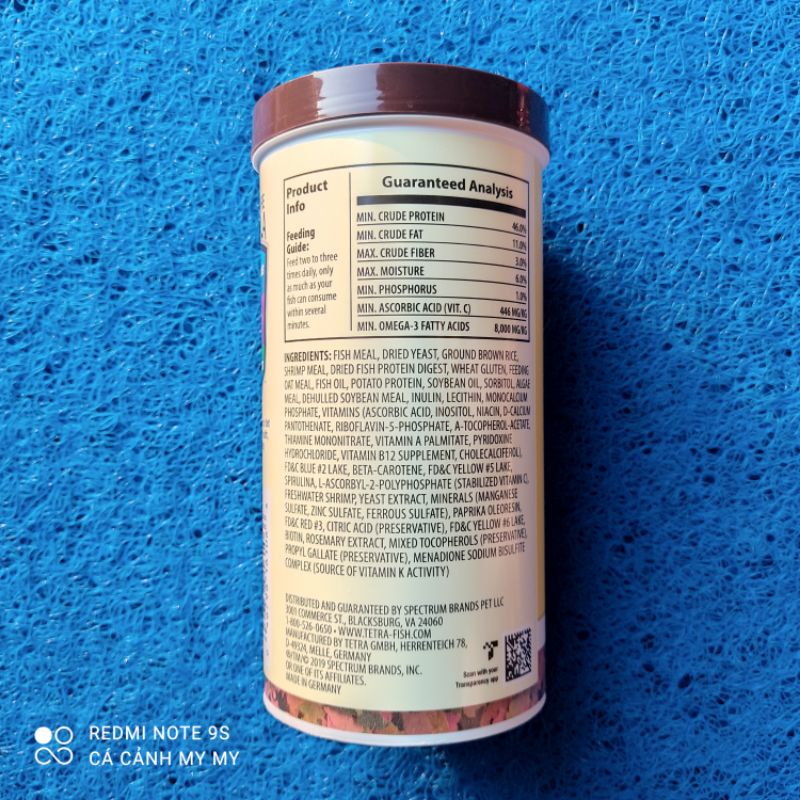 Product
Info
Feeding
Guide:
Feed two to three
times daily, only
as much as your
fish can consume
within several
minutes.
Guaranteed Analysis
MIN. CRUDE PROTEIN 46.0%
MIN. CRUDE FAT 11.0%
MAX. CRUDE FIBER 3.0%
MAX. MOISTURE 6.0%
MIN. PHOSPHORUS 1.0%
MIN. ASCORBIC ACID (VIT. C) 446 MG/KG
MIN. OMEGA-3 FATTY ACIDS 8,000 MG/KG
INGREDIENTS: FISH MEAL, DRIED YEAST, GROUND BROWN RICE,
SHRIMP MEAL, DRIED FISH PROTEIN DIGEST, WHEAT GLUTEN, FEEDING
OAT MEAL, FISH OIL, POTATO PROTEIN, SOYBEAN OIL, SORBITOL, ALGAE
MEAL, DEHULLED SOYBEAN MEAL, INULIN, LECITHIN, MONOCALCIUM
PHOSPHATE, VITAMINS (ASCORBIC ACID, INOSITOL, NIACIN, D-CALCIUM
PANTOTHENATE, RIBOFLAVIN-5-PHOSPHATE, A-TOCOPHEROL-ACETATE,
THIAMINE MONONITRATE, VITAMIN A PALMITATE, PYRIDOXINE
HYDROCHLORIDE, VITAMIN B12 SUPPLEMENT, CHOLECALCIFEROL),
FD&C BLUE #2 LAKE, BETA-CAROTENE, FD&C YELLOW #5 LAKE,
SPIRULINA, L-ASCORBYL-2-POLYPHOSPHATE (STABILIZED VITAMIN C),
FRESHWATER SHRIMP, YEAST EXTRACT, MINERALS (MANGANESE
SULFATE, ZINC SULFATE, FERROUS SULFATE), PAPRIKA OLEORESIN,
FD&C RED #3, CITRIC ACID (PRESERVATIVE), FD&C YELLOW #6 LAKE,
BIOTIN, ROSEMARY EXTRACT, MIXED TOCOPHEROLS (PRESERVATIVE),
PROPYL GALLATE (PRESERVATIVE), MENADIONE SODIUM BISULFITE
COMPLEX (SOURCE OF VITAMIN K ACTIVITY)
DISTRIBUTED AND GUARANTEED BY SPECTRUM BRANDS PET LLC
3001 COMMERCE ST., BLACKSBURG, VA 24060
1-800-526-0650 • WWW.TETRA-FISH.COM
MANUFACTURED BY TETRA GMBH, HERRENTEICH 78,
D-49324, MELLE, GERMANY
®/TM/© 2019 SPECTRUM BRANDS, INC.
OR ONE OF ITS AFFILIATES.
MADE IN GERMANY
Scan with your
Transparency app
REDMI NOTE 9S
CÁ CẢNH MY MY